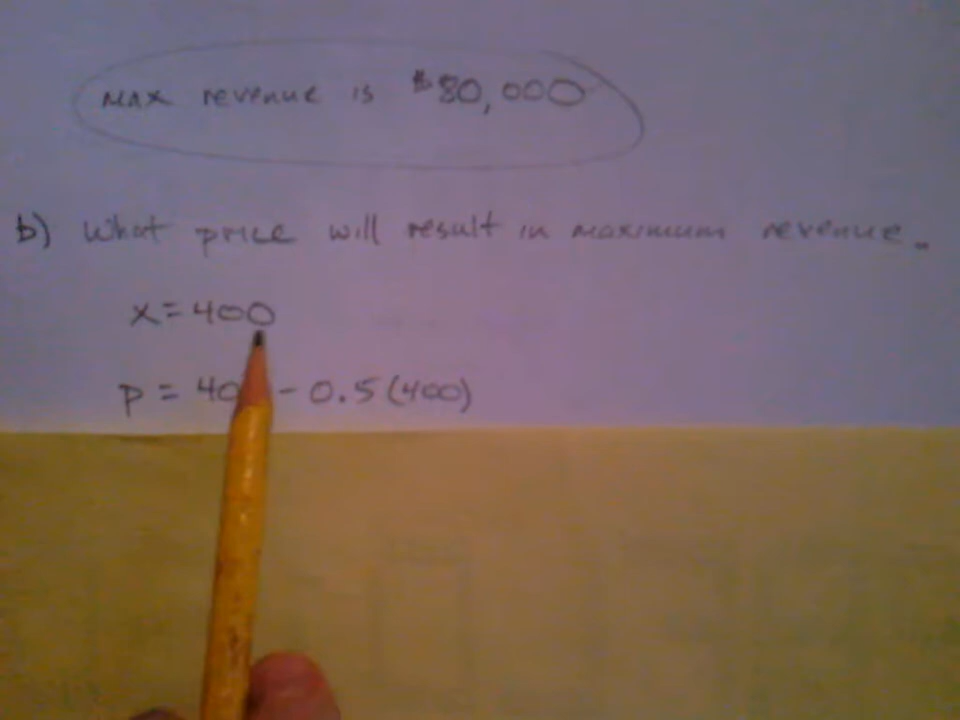 max revenue is $80,000
b) What price will result in maximum revenue.
x = 400
p = 40 - 0.5(400)